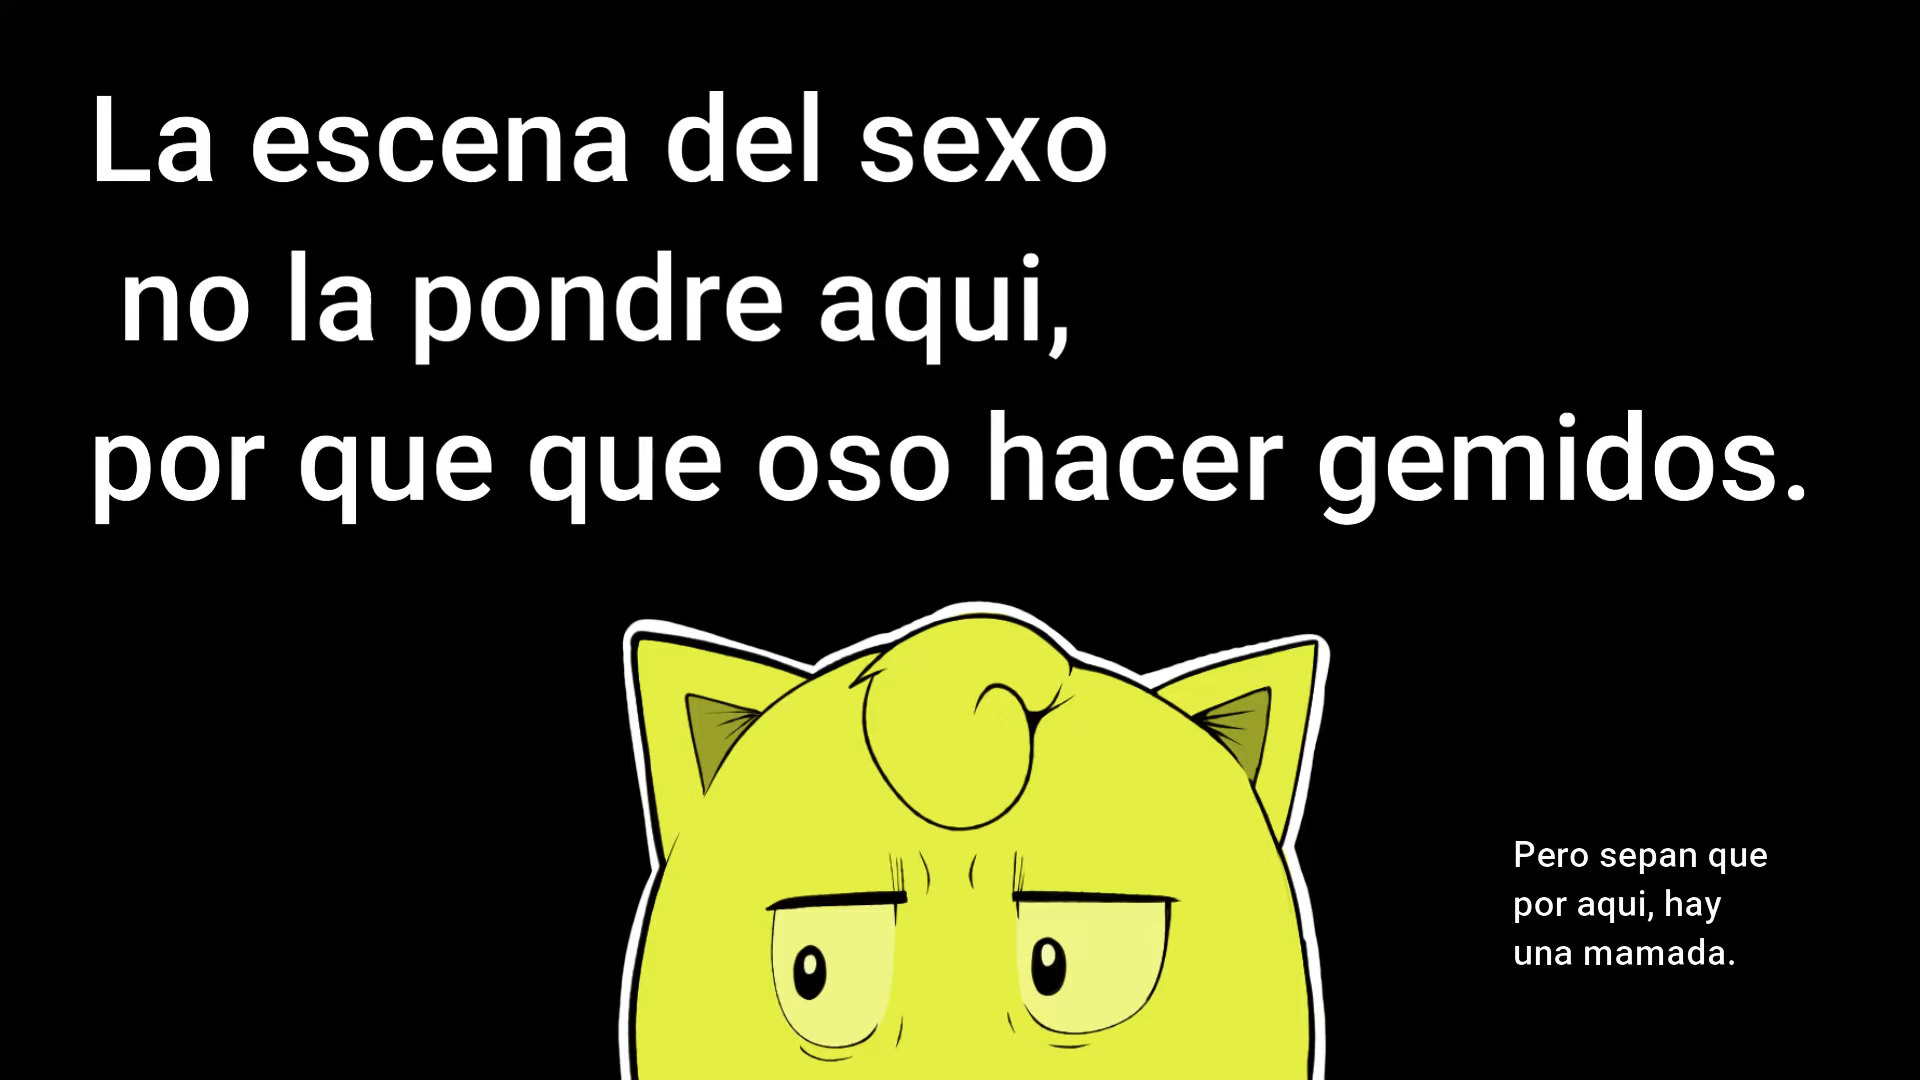 La escena del sexo
no la pondre aqui,
por que que oso hacer gemidos.
Pero sepan que
por aqui, hay
una mamada.